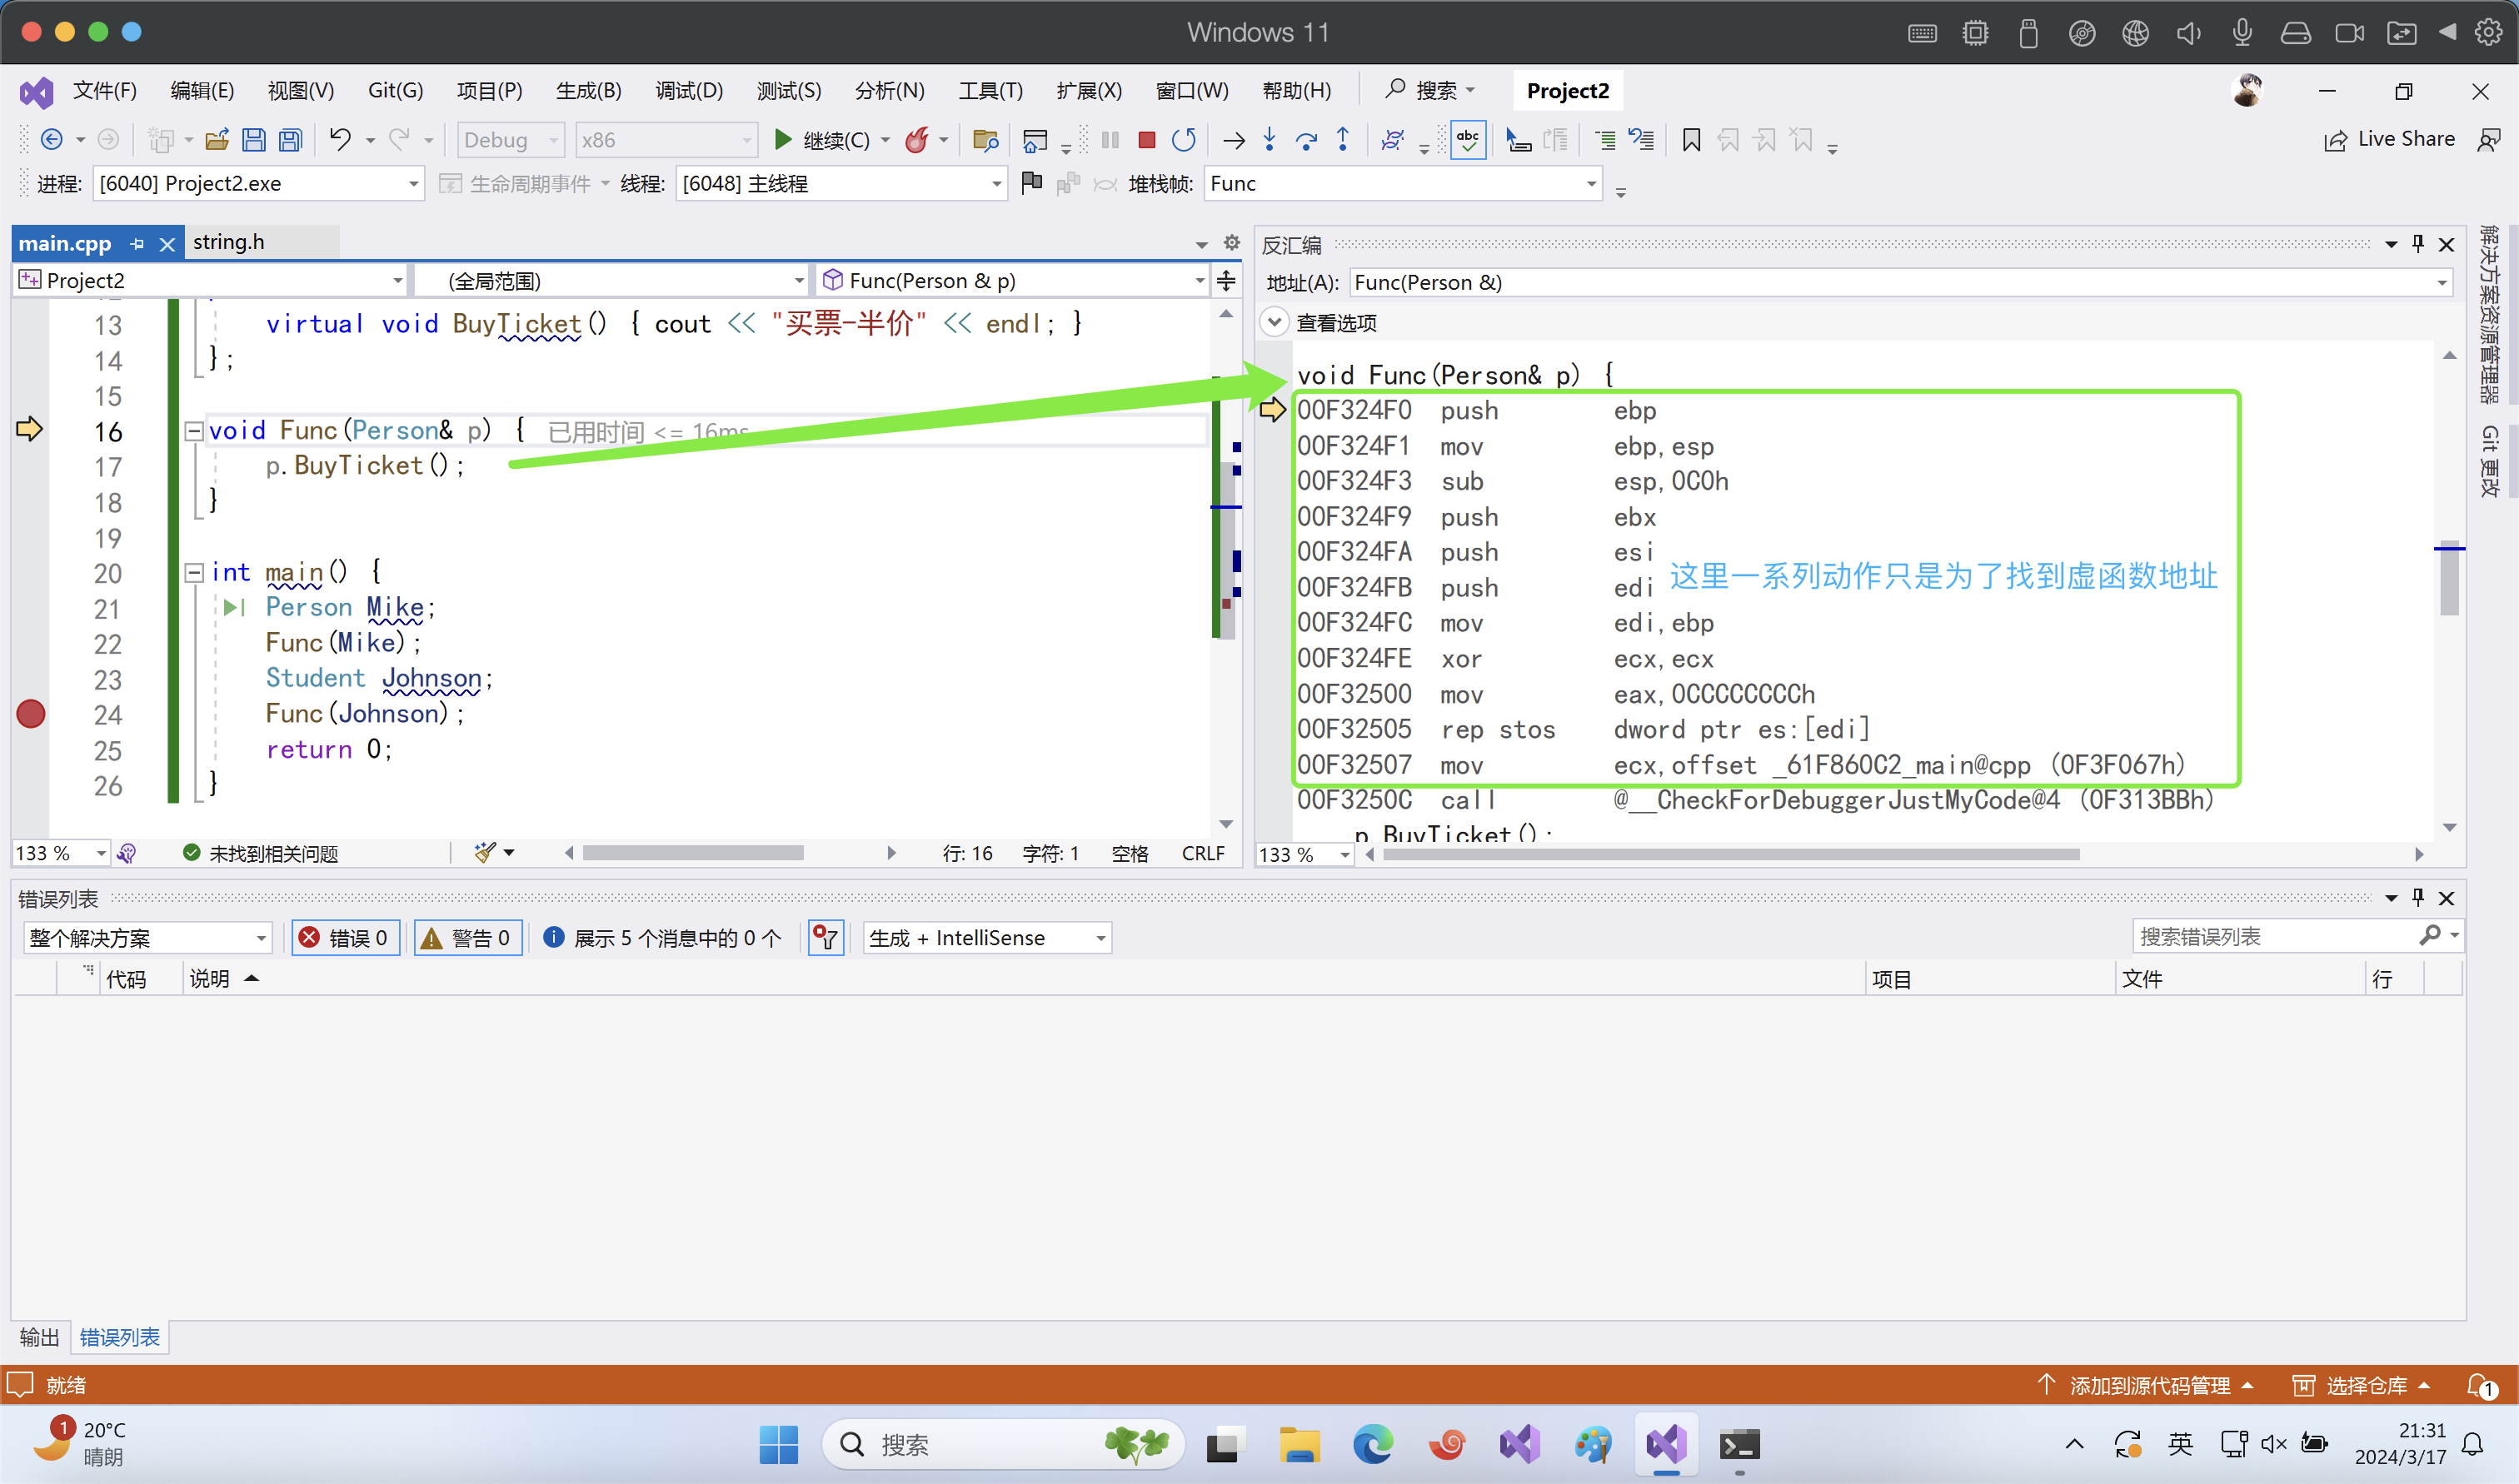 Windows 11
文件(F) 编辑(E) 视图(V) Git(G) 项目(P) 生成(B) 调试(D) 测试(S) 分析(N) 工具(T) 扩展(X) 窗口(W) 帮助(H) 搜索 Project2
Debug x86 继续(C) abc Live Share
进程: [6040] Project2.exe 生命周期事件 线程: [6048] 主线程 堆栈帧: Func
main.cpp string.h
Project2 (全局范围) Func(Person & p)
13 virtual void BuyTicket() { cout << "买票-半价" << endl; }
14 };
15
16 void Func(Person& p) { 已用时间 <= 16ms
17 p.BuyTicket();
18 }
19
20 int main() {
21 Person Mike;
22 Func(Mike);
23 Student Johnson;
24 Func(Johnson);
25 return 0;
26 }
133 % 未找到相关问题 行: 16 字符: 1 空格 CRLF
反汇编
地址(A): Func(Person &)
查看选项
void Func(Person& p) {
00F324F0 push ebp
00F324F1 mov ebp,esp
00F324F3 sub esp,0C0h
00F324F9 push ebx
00F324FA push esi
这里一系列动作只是为了找到虚函数地址
00F324FB push edi
00F324FC mov edi,ebp
00F324FE xor ecx,ecx
00F32500 mov eax,0CCCCCCCCh
00F32505 rep stos dword ptr es:[edi]
00F32507 mov ecx,offset _61F860C2_main@cpp (0F3F067h)
00F3250C call @__CheckForDebuggerJustMyCode@4 (0F313BBh)
p.BuyTicket();
133 %
解决方案资源管理器
Git 更改
错误列表
整个解决方案 错误 0 警告 0 展示 5 个消息中的 0 个 生成 + IntelliSense 搜索错误列表
代码 说明 项目 文件 行
输出 错误列表
就绪 添加到源代码管理 选择仓库 1
1 20°C
晴朗
搜索
英
21:31
2024/3/17